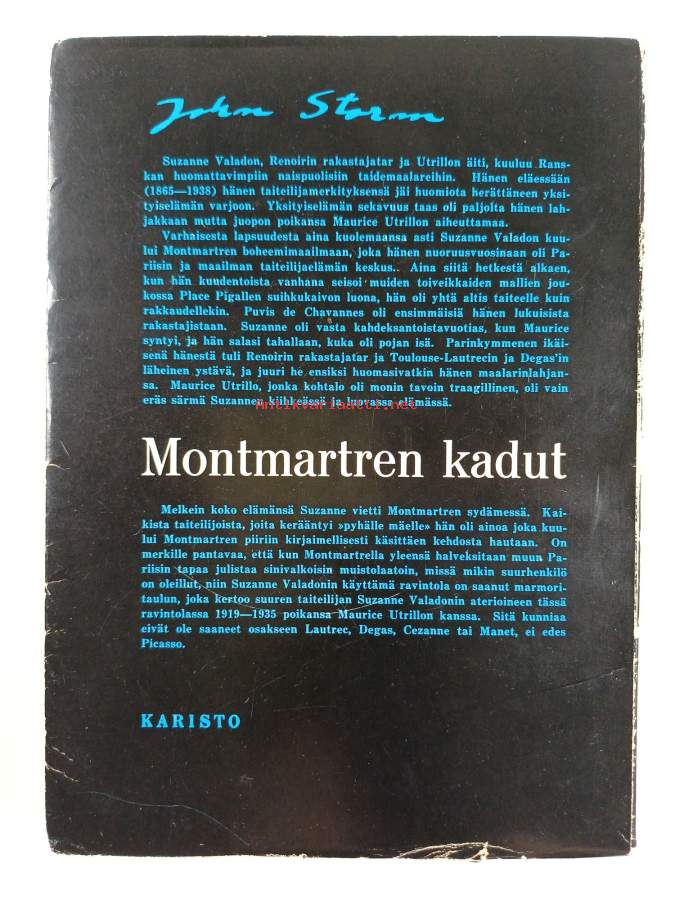 John Storm
Suzanne Valadon, Renoirin rakastajatar ja Utrillon äiti, kuuluu Rans-
kan huomattavimpiin naispuolisiin taidemaalareihin. Hänen eläessään
(1865—1938) hänen taiteilijamerkityksensä jäi huomiota herättäneen yksi-
tyiselämän varjoon. Yksityiselämän sekavuus taas oli paljolta hänen lah-
jakkaan mutta juopon poikansa Maurice Utrillon aiheuttamaa.
Varhaisesta lapsuudesta aina kuolemaansa asti Suzanne Valadon kuu-
lui Montmartren boheemimaailmaan, joka hänen nuoruusvuosinaan oli Pa-
riisin ja maailman taiteilijaelämän keskus. Aina siitä hetkestä alkaen,
kun hän kuudentoista vanhana seisoi muiden toiveikkaiden mallien jou-
kossa Place Pigallen suihkukaivon luona, hän oli yhtä altis taiteelle kuin
rakkaudellekin. Puvis de Chavannes oli ensimmäisiä hänen lukuisista
rakastajistaan. Suzanne oli vasta kahdeksantoistavuotias, kun Maurice
syntyi, ja hän salasi tahallaan, kuka oli pojan isä. Parinkymmenen ikäi-
senä hänestä tuli Renoirin rakastajatar ja Toulouse-Lautrecin ja Degas'in
läheinen ystävä, ja juuri he ensiksi huomasivatkin hänen maalarinlahjan-
sa. Maurice Utrillo, jonka kohtalo oli monin tavoin traagillinen, oli vain
eräs särmä Suzannen kiihkeässä ja luovassa elämässä.
Antikvariaatti.net
Montmartren kadut
Melkein koko elämänsä Suzanne vietti Montmartren sydämessä. Kai-
kista taiteilijoista, joita kerääntyi »pyhälle mäelle» hän oli ainoa joka kuu-
lui Montmartren piiriin kirjaimellisesti käsittäen kehdosta hautaan. On
merkille pantavaa, että kun Montmartrella yleensä halveksitaan muun Pa-
riisin tapaa julistaa sinivalkoisin muistolaatoin, missä mikin suurhenkilö
on oleillut, niin Suzanne Valadonin käyttämä ravintola on saanut marmori-
taulun, joka kertoo suuren taiteilijan Suzanne Valadonin aterioineen tässä
ravintolassa 1919—1935 poikansa Maurice Utrillon kanssa. Sitä kunniaa
eivät ole saaneet osakseen Lautrec, Degas, Cezanne tai Manet, ei edes
Picasso.
KARISTO